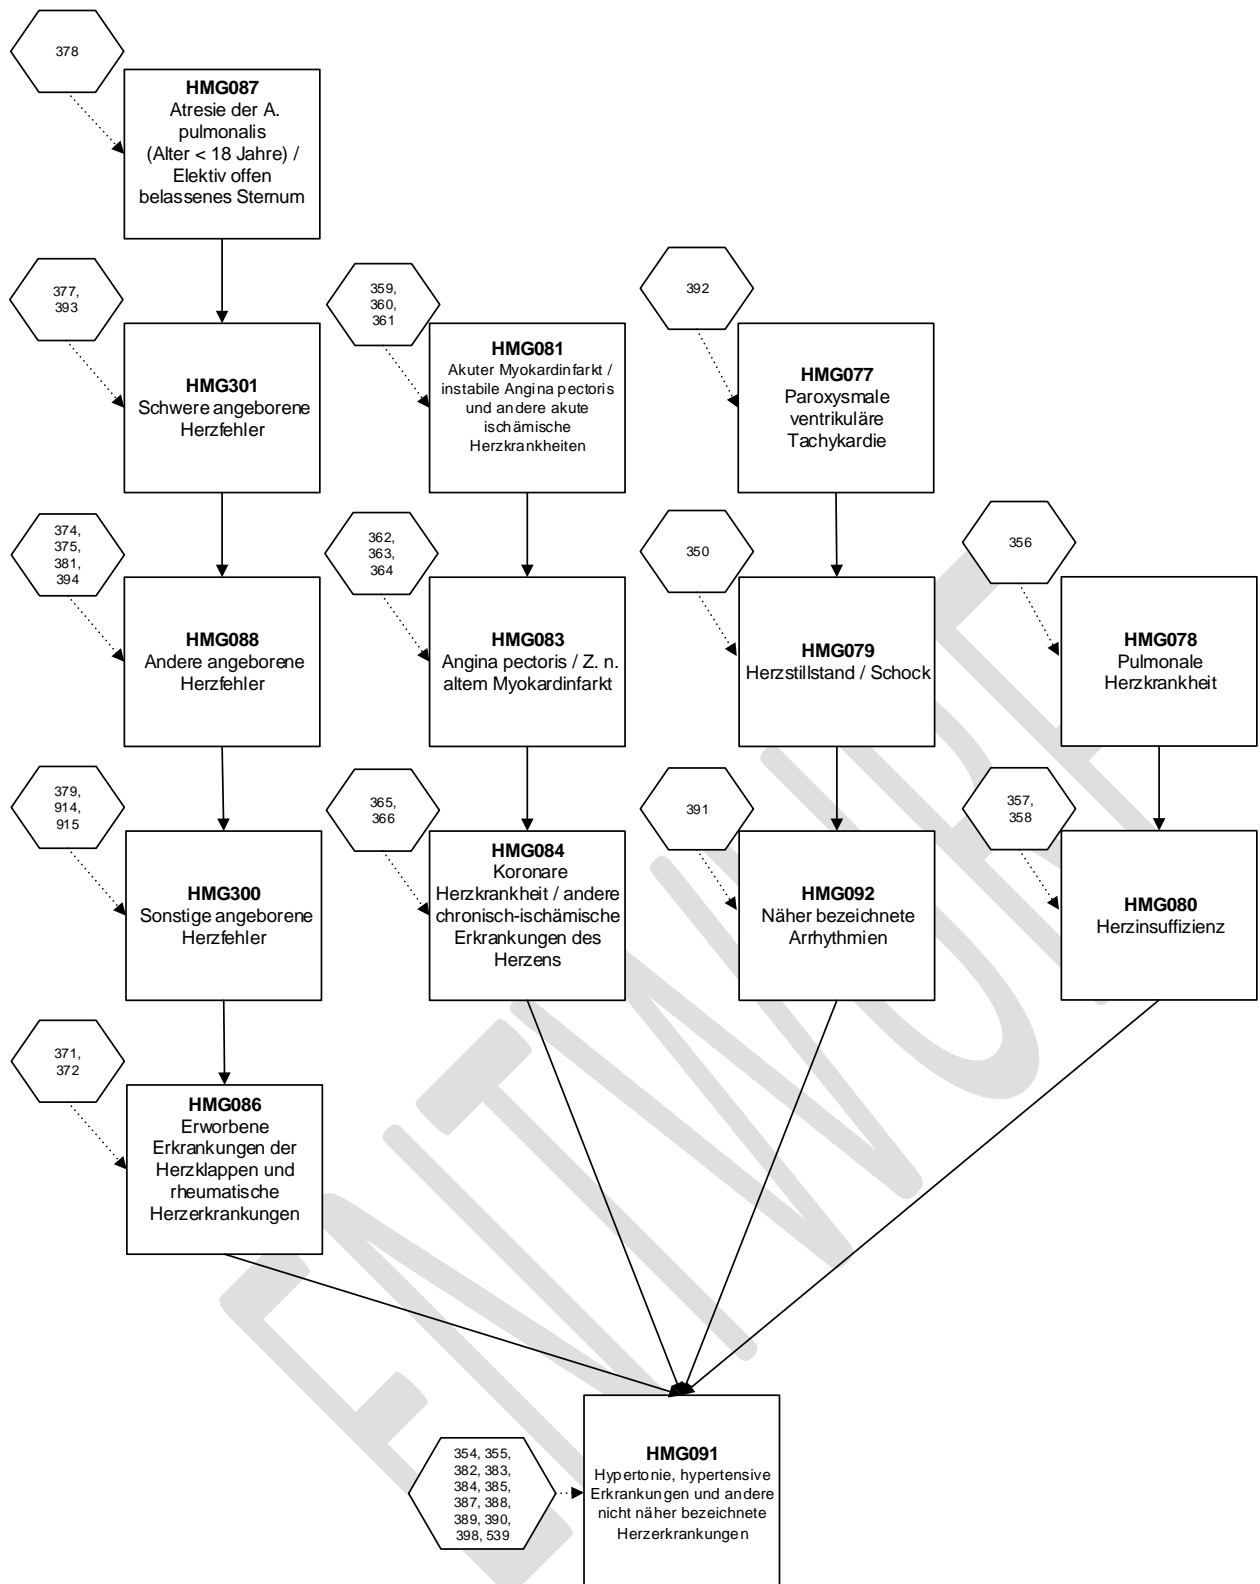 378
HMG087
Atresie der A.
pulmonalis
(Alter < 18 Jahre) /
Elektiv offen
belassenes Sternum
377,
393
HMG301
Schwere angeborene
Herzfehler
359,
360,
361
HMG081
Akuter Myokardinfarkt /
instabile Angina pectoris
und andere akute
ischämische
Herzkrankheiten
392
HMG077
Paroxysmale
ventrikuläre
Tachykardie
374,
375,
381,
394
HMG088
Andere angeborene
Herzfehler
362,
363,
364
HMG083
Angina pectoris / Z. n.
altem Myokardinfarkt
350
HMG079
Herzstillstand / Schock
356
HMG078
Pulmonale
Herzkrankheit
379,
914,
915
HMG300
Sonstige angeborene
Herzfehler
365,
366
HMG084
Koronare
Herzkrankheit / andere
chronisch-ischämische
Erkrankungen des
Herzens
391
HMG092
Näher bezeichnete
Arrhythmien
357,
358
HMG080
Herzinsuffizienz
371,
372
HMG086
Erworbene
Erkrankungen der
Herzklappen und
rheumatische
Herzerkrankungen
354, 355,
382, 383,
384, 385,
387, 388,
389, 390,
398, 539
HMG091
Hypertonie, hypertensive
Erkrankungen und andere
nicht näher bezeichnete
Herzerkrankungen
ENTWURF